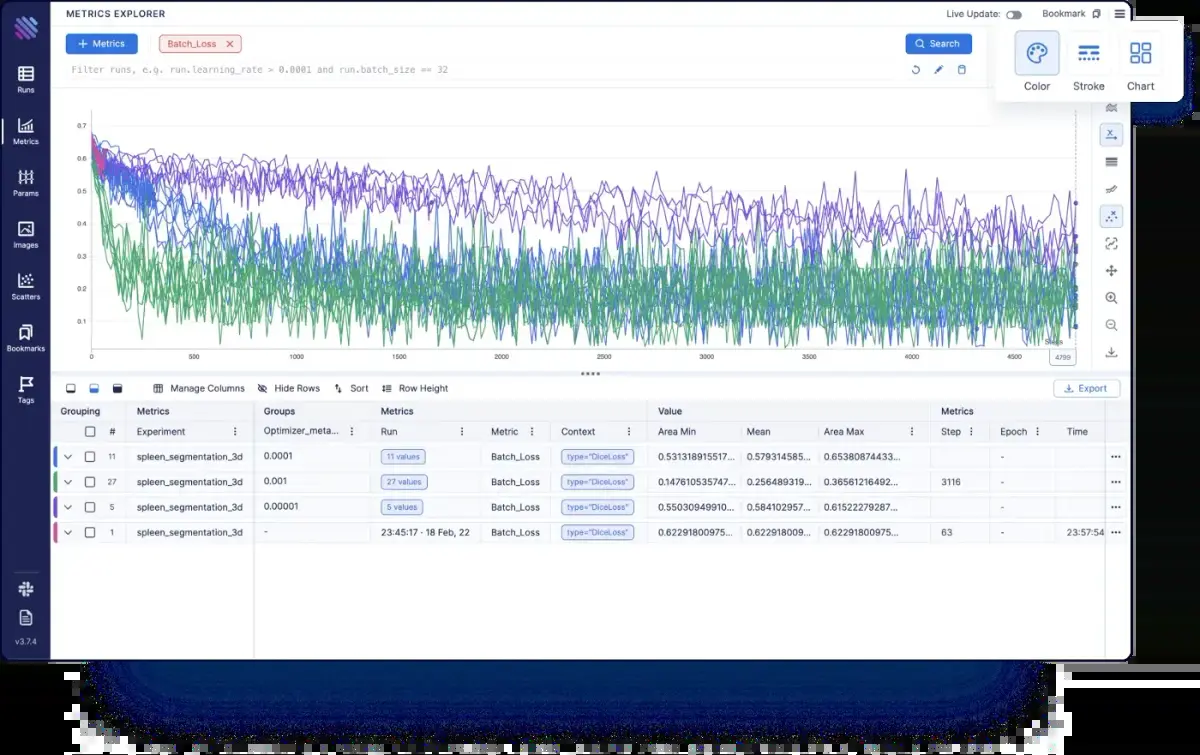 METRICS EXPLORER
Live Update:
Bookmark
+ Metrics
Batch_Loss ×
Search
Filter runs, e.g. run.learning_rate > 0.0001 and run.batch_size == 32
Color
Stroke
Chart
Runs
Metrics
Params
Images
Scatters
Bookmarks
Tags
v3.7.4
0.7
0.6
0.5
0.4
0.3
0.2
0.1
0 500 1000 1500 2000 2500 3000 3500 4000 4500
Steps
4799
Manage Columns
Hide Rows
Sort
Row Height
Export
Grouping Metrics Groups Metrics Value Metrics
# Experiment Optimizer_meta... Run Metric Context Area Min Mean Area Max Step Epoch Time
11 spleen_segmentation_3d 0.0001 11 values Batch_Loss type="DiceLoss" 0.531318915517... 0.579314585... 0.65380874433... -
27 spleen_segmentation_3d 0.001 27 values Batch_Loss type="DiceLoss" 0.147610535747... 0.256489319... 0.36561216492... 3116 -
5 spleen_segmentation_3d 0.00001 5 values Batch_Loss type="DiceLoss" 0.55030949910... 0.584102957... 0.61522279287... -
1 spleen_segmentation_3d - 23:45:17 · 18 Feb, 22 Batch_Loss type="DiceLoss" 0.62291800975... 0.622918009... 0.62291800975... 63 - 23:57:54